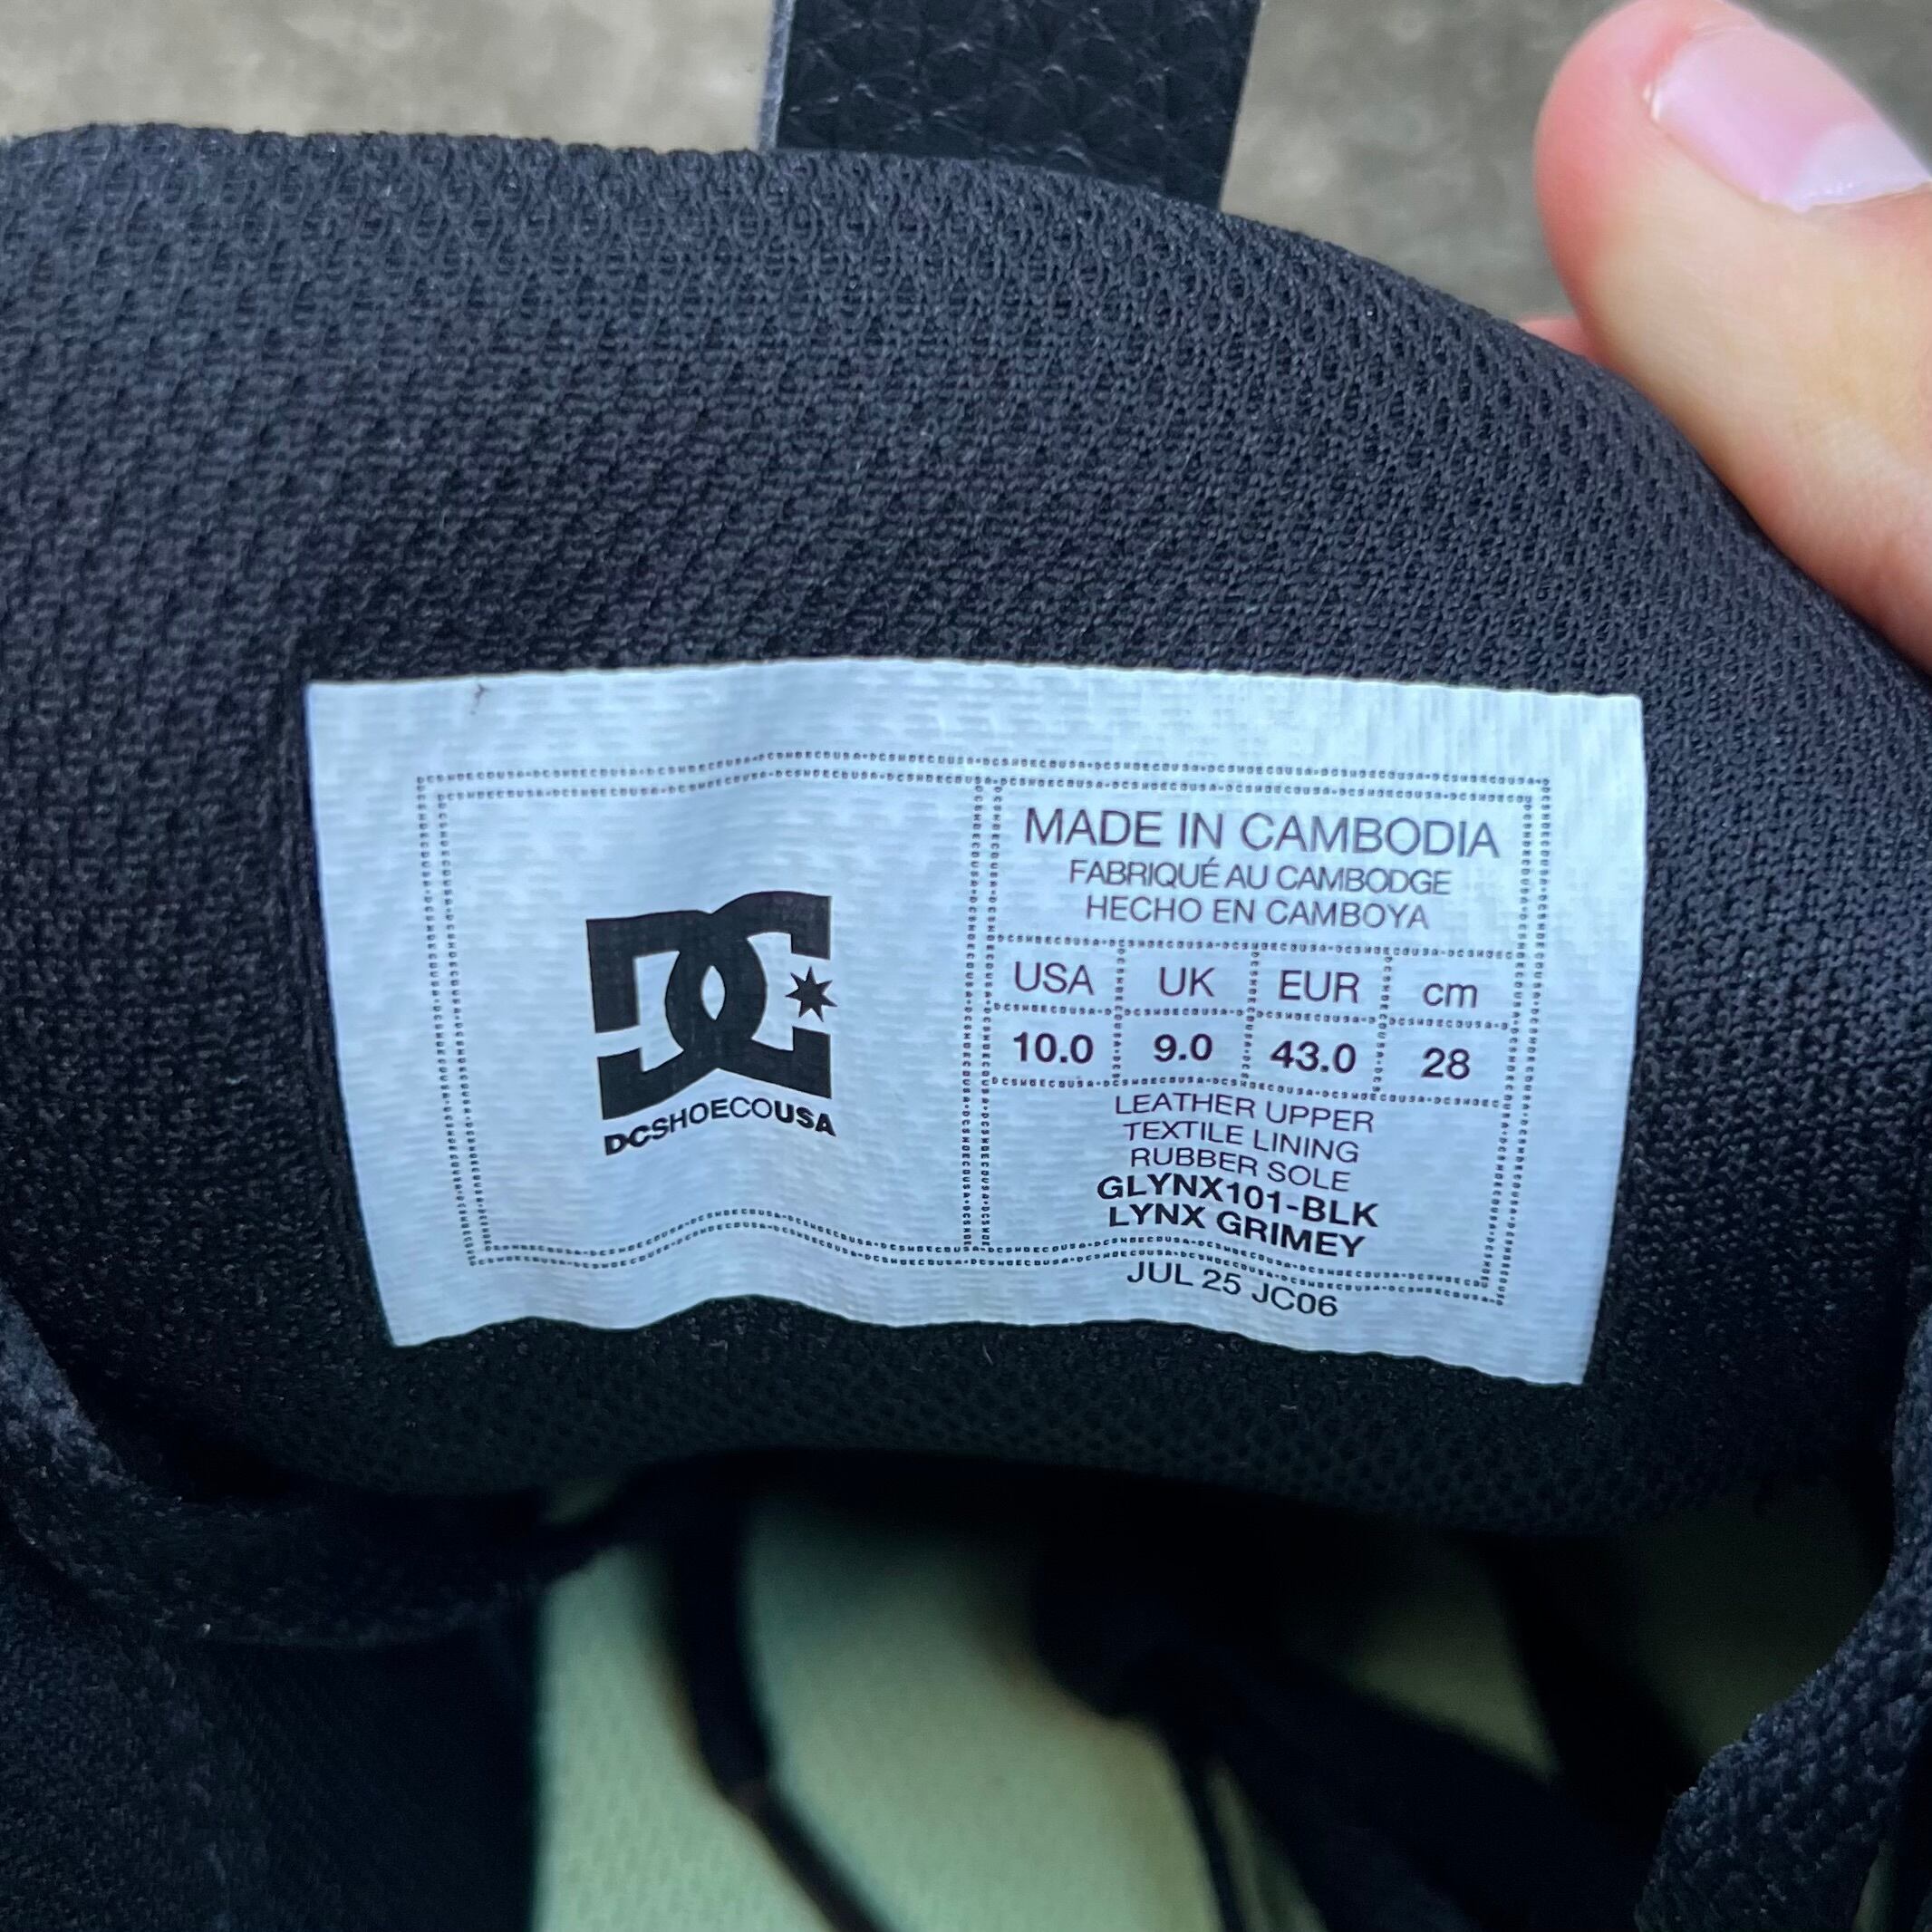 DC
DCSHOECOUSA
MADE IN CAMBODIA
FABRIQUÉ AU CAMBODGE
HECHO EN CAMBOYA
USA UK EUR cm
10.0 9.0 43.0 28
LEATHER UPPER
TEXTILE LINING
RUBBER SOLE
GLYNX101-BLK
LYNX GRIMEY
JUL 25 JC06